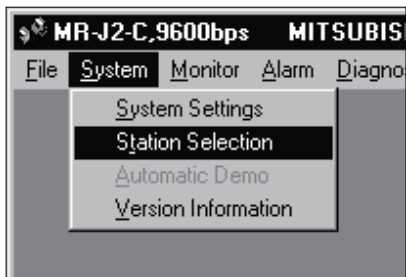 MR-J2-C,9600bps MITSUBIS
File System Monitor Alarm Diagno
System Settings
Station Selection
Automatic Demo
Version Information